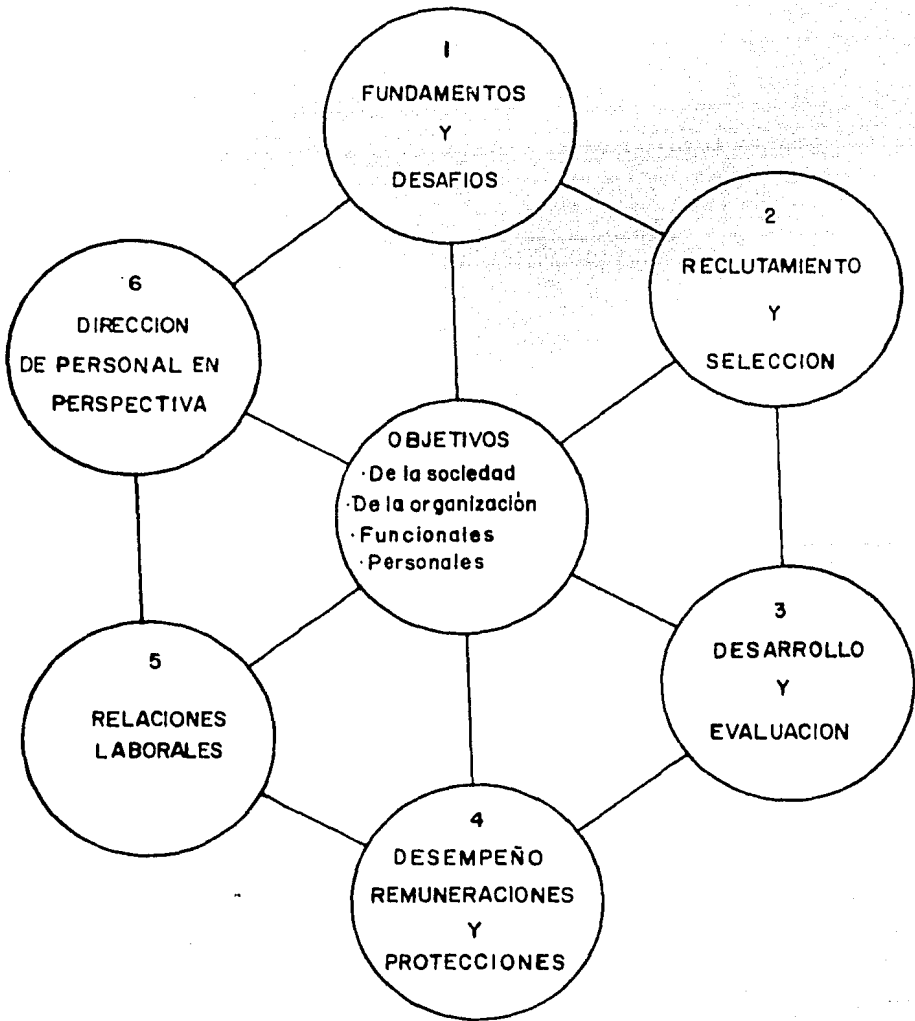 1
FUNDAMENTOS
Y
DESAFIOS
2
RECLUTAMIENTO
Y
SELECCION
3
DESARROLLO
Y
EVALUACION
4
DESEMPEÑO
REMUNERACIONES
Y
PROTECCIONES
5
RELACIONES
LABORALES
6
DIRECCION
DE PERSONAL EN
PERSPECTIVA
OBJETIVOS
·De la sociedad
·De la organización
·Funcionales
·Personales